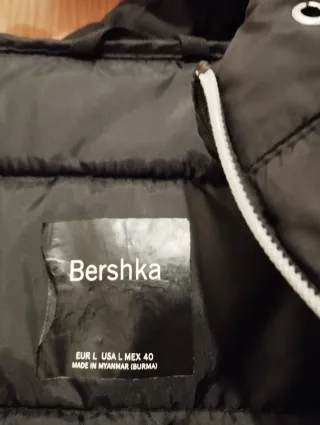 Bershka
EUR L USA L MEX 40
MADE IN MYANMAR (BURMA)